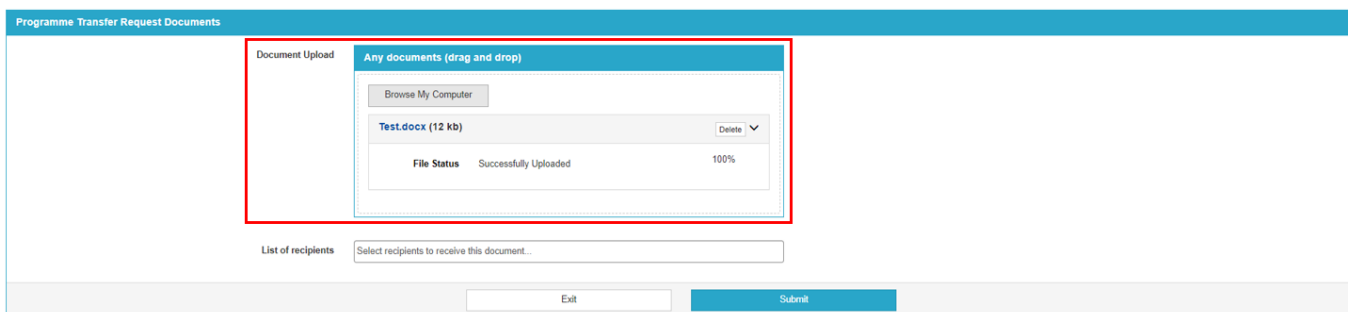 Programme Transfer Request Documents
Document Upload
Any documents (drag and drop)
Browse My Computer
Test.docx (12 kb)
Delete
File Status Successfully Uploaded 100%
List of recipients
Select recipients to receive this document...
Exit
Submit